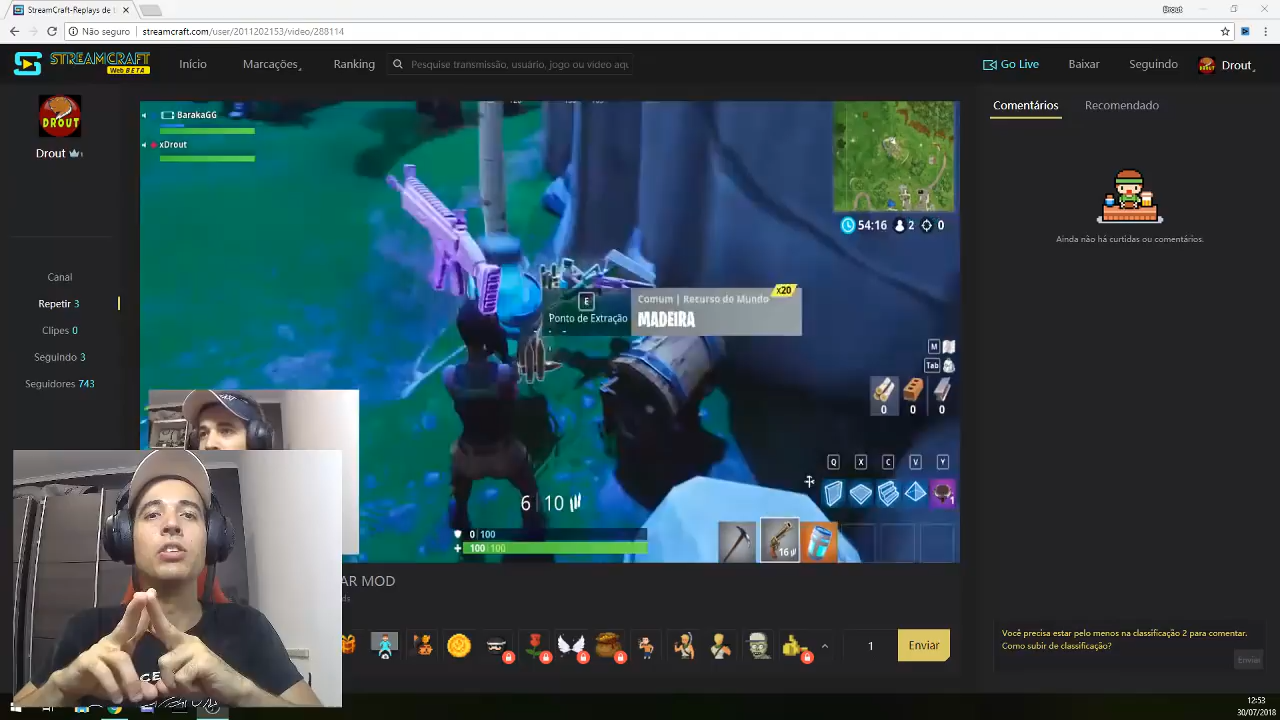 StreamCraft-Replays de
Drout
Não seguro
streamcraft.com/user/2011202153/video/288114
STREAMCRAFT
Web BETA
Início
Marcações
Ranking
Pesquise transmissão, usuário, jogo ou video aqu
Go Live
Baixar
Seguindo
DROUT
Drout
DROUT
Drout
Canal
Repetir 3
Clipes 0
Seguindo 3
Seguidores 743
BarakaGG
xDrout
54:16 2 0
E
Ponto de Extração
Comum | Recurso do Mundo
x20
MADEIRA
M
Tab
0 0 0
Q X C V Y
1
6 | 10
0 | 100
100 | 100
16
Comentários
Recomendado
Ainda não há curtidas ou comentários.
AR MOD
1
Enviar
Você precisa estar pelo menos na classificação 2 para comentar.
Como subir de classificação?
Enviar
12:53
30/07/2018